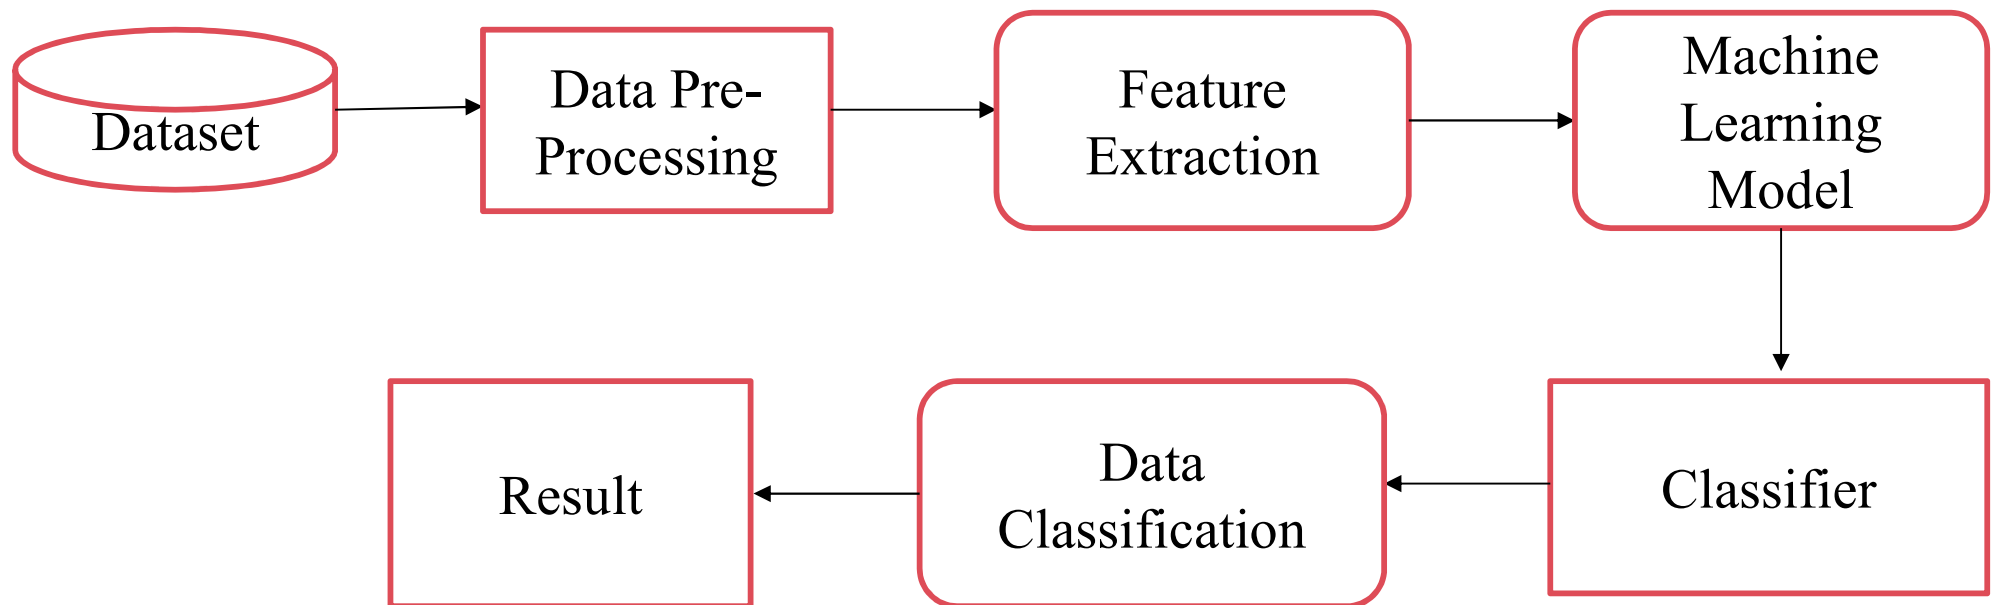 Dataset
Data Pre-
Processing
Feature
Extraction
Machine
Learning
Model
Result
Data
Classification
Classifier